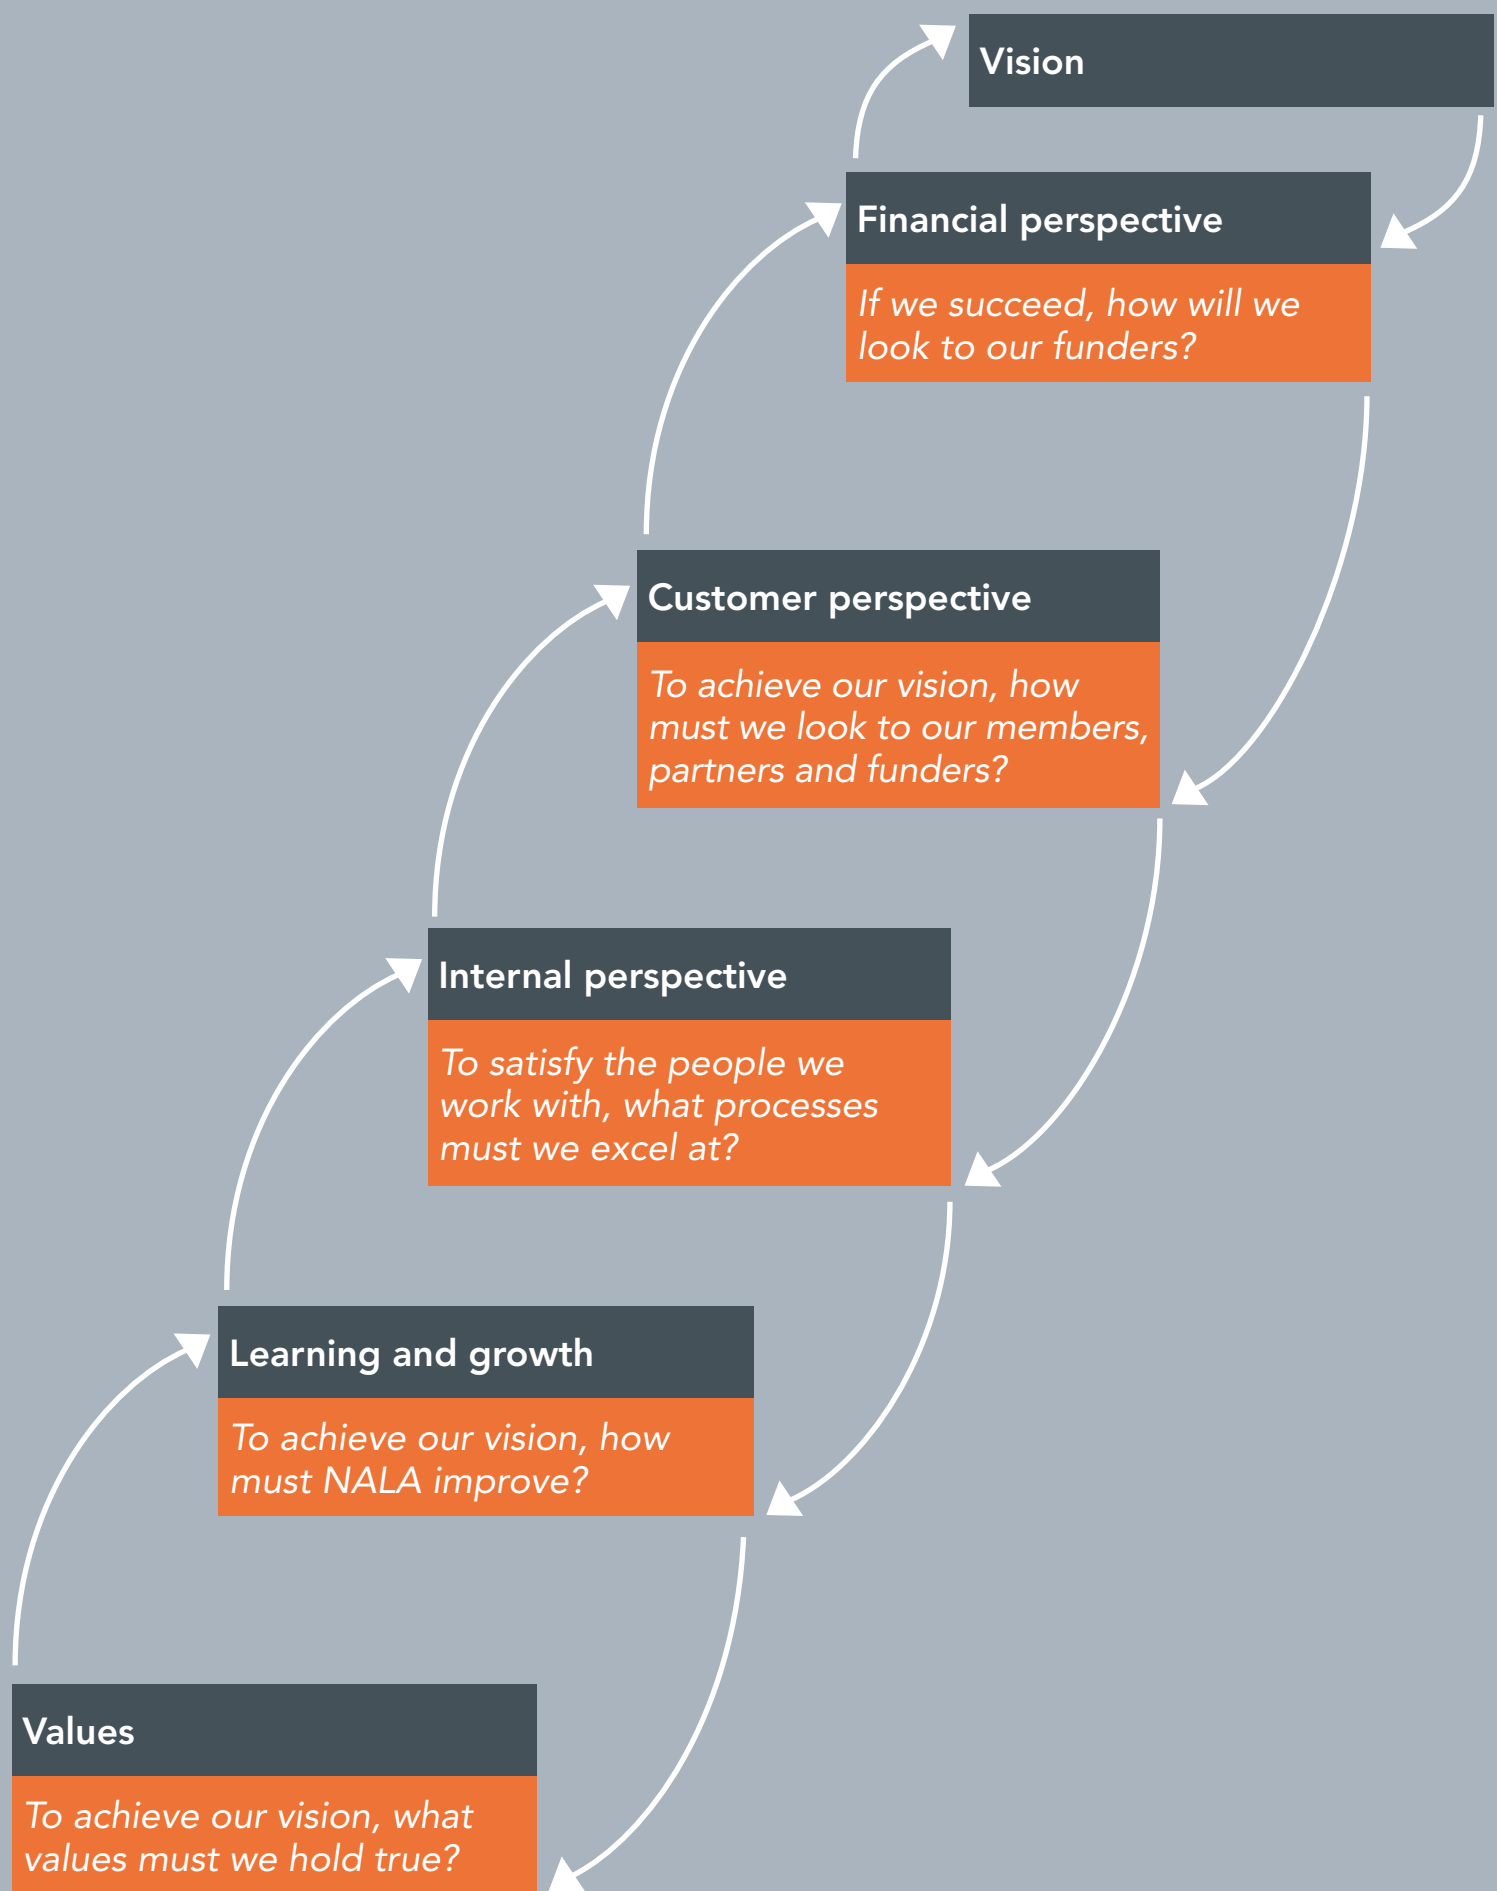 Vision
Financial perspective
If we succeed, how will we
look to our funders?
Customer perspective
To achieve our vision, how
must we look to our members,
partners and funders?
Internal perspective
To satisfy the people we
work with, what processes
must we excel at?
Learning and growth
To achieve our vision, how
must NALA improve?
Values
To achieve our vision, what
values must we hold true?